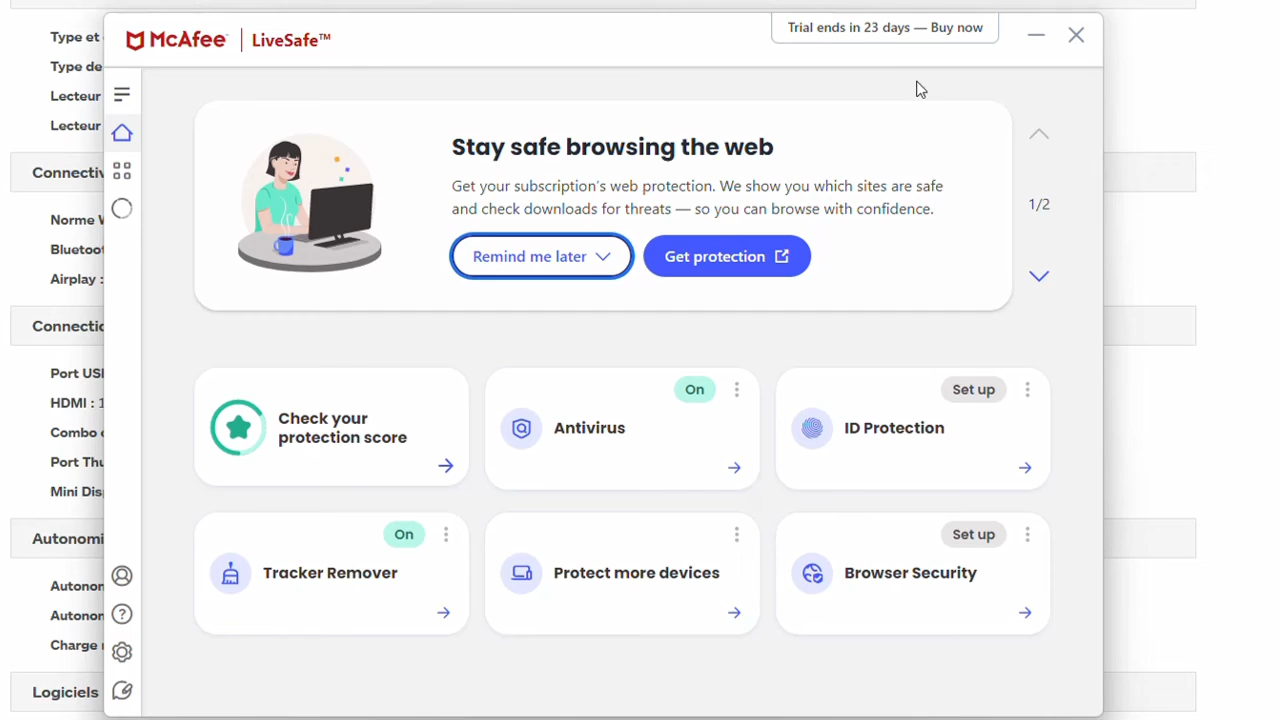 Type et
Type de
Lecteur
Lecteur
Connectiv
Norme W
Bluetoot
Airplay :
Connectio
Port USB
HDMI : 1
Combo
Port Thu
Mini Dis
Autonomi
Autonon
Autonon
Charge
Logiciels
McAfee | LiveSafe™
Trial ends in 23 days — Buy now
Stay safe browsing the web
Get your subscription's web protection. We show you which sites are safe
and check downloads for threats — so you can browse with confidence.
Remind me later
Get protection
1/2
Check your
protection score
On
Antivirus
Set up
ID Protection
On
Tracker Remover
Protect more devices
Set up
Browser Security